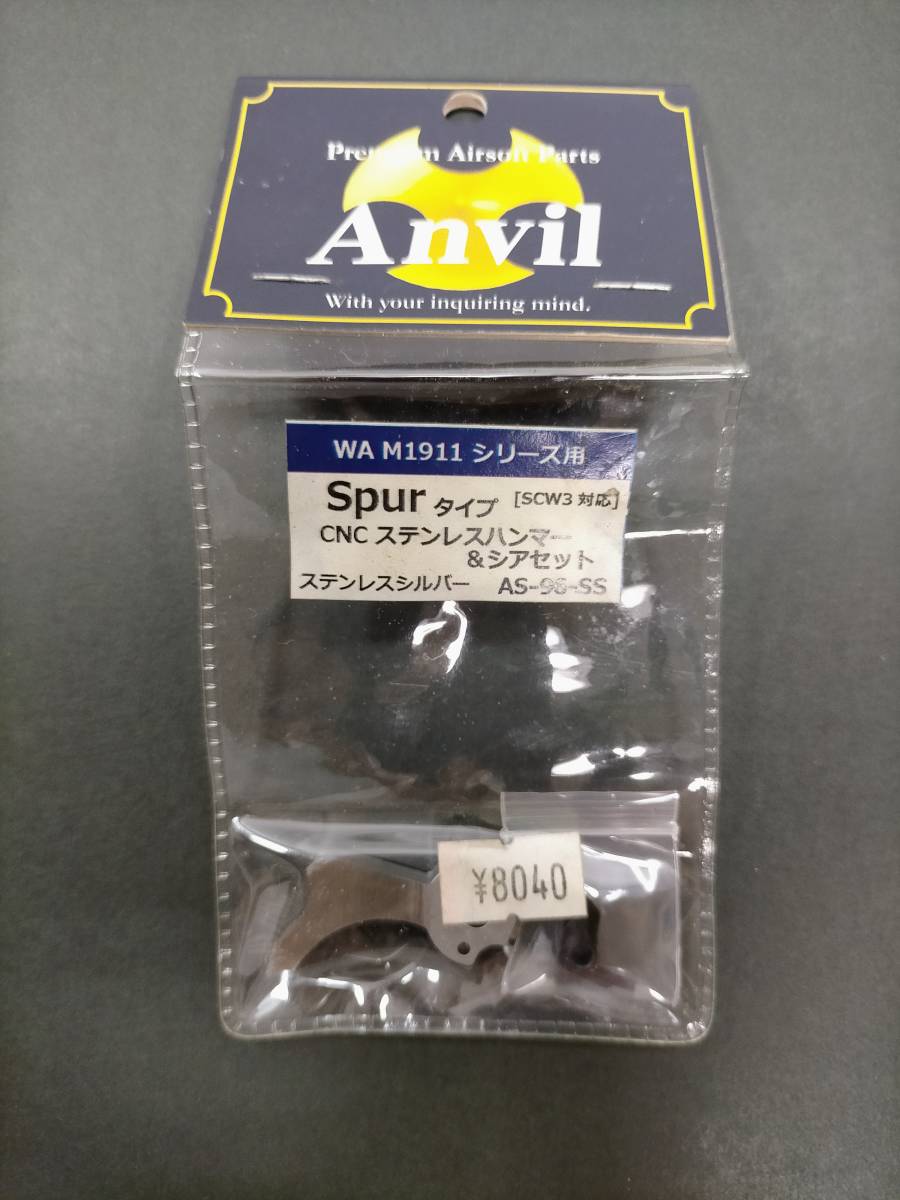 Premium Airsoft Parts
Anvil
With your inquiring mind.
WA M1911 シリーズ用
Spur タイプ [SCW3 対応]
CNC ステンレスハンマー
&シアセット
ステンレスシルバー AS-96-SS
¥8040